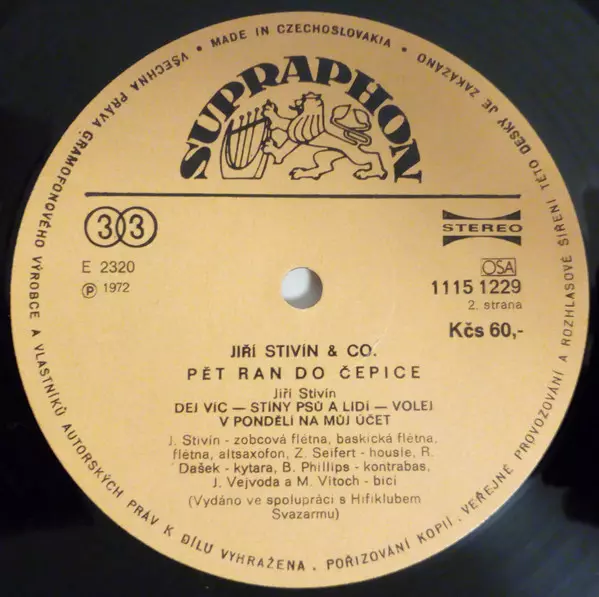 VŠECHNA PRÁVA GRAMOFONOVÉHO VÝROBCE A VLASTNÍKŮ AUTORSKÝCH PRÁV K DÍLU VYHRAŽENA. POŘIZOVÁNÍ KOPIÍ, VEŘEJNÉ PROVOZOVÁNÍ A ROZHLASOVÉ ŠÍŘENÍ TÉTO DESKY JE ZAKÁZÁNO • MADE IN CZECHOSLOVAKIA •
SUPRAPHON
33
STEREO
E 2320
OSA
℗ 1972
1115 1229
2. strana
Kčs 60,-
JIŘÍ STIVÍN & CO.
PĚT RAN DO ČEPICE
Jiří Stivín
DEJ VÍC — STÍNY PSŮ A LIDÍ — VOLEJ
V PONDĚLÍ NA MŮJ ÚČET
J. Stivín - zobcová flétna, baskická flétna,
flétna, altsaxofon, Z. Seifert - housle, R.
Dašek - kytara, B. Phillips - kontrabas,
J. Vejvoda a M. Vitoch - bicí
(Vydáno ve spolupráci s Hifiklubem
Svazarmu)